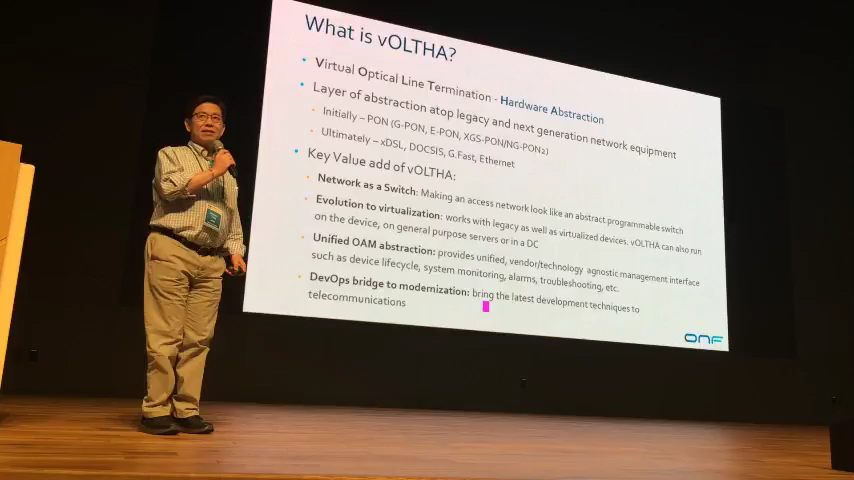 What is vOLTHA?
Virtual Optical Line Termination - Hardware Abstraction
Layer of abstraction atop legacy and next generation network equipment
Initially – PON (G-PON, E-PON, XGS-PON/NG-PON2)
Ultimately – xDSL, DOCSIS, G.Fast, Ethernet
Key Value add of vOLTHA:
Network as a Switch: Making an access network look like an abstract programmable switch
Evolution to virtualization: works with legacy as well as virtualized devices. vOLTHA can also run
on the device, on general purpose servers or in a DC
Unified OAM abstraction: provides unified, vendor/technology agnostic management interface
such as device lifecycle, system monitoring, alarms, troubleshooting, etc.
DevOps bridge to modernization: bring the latest development techniques to
telecommunications
ONF